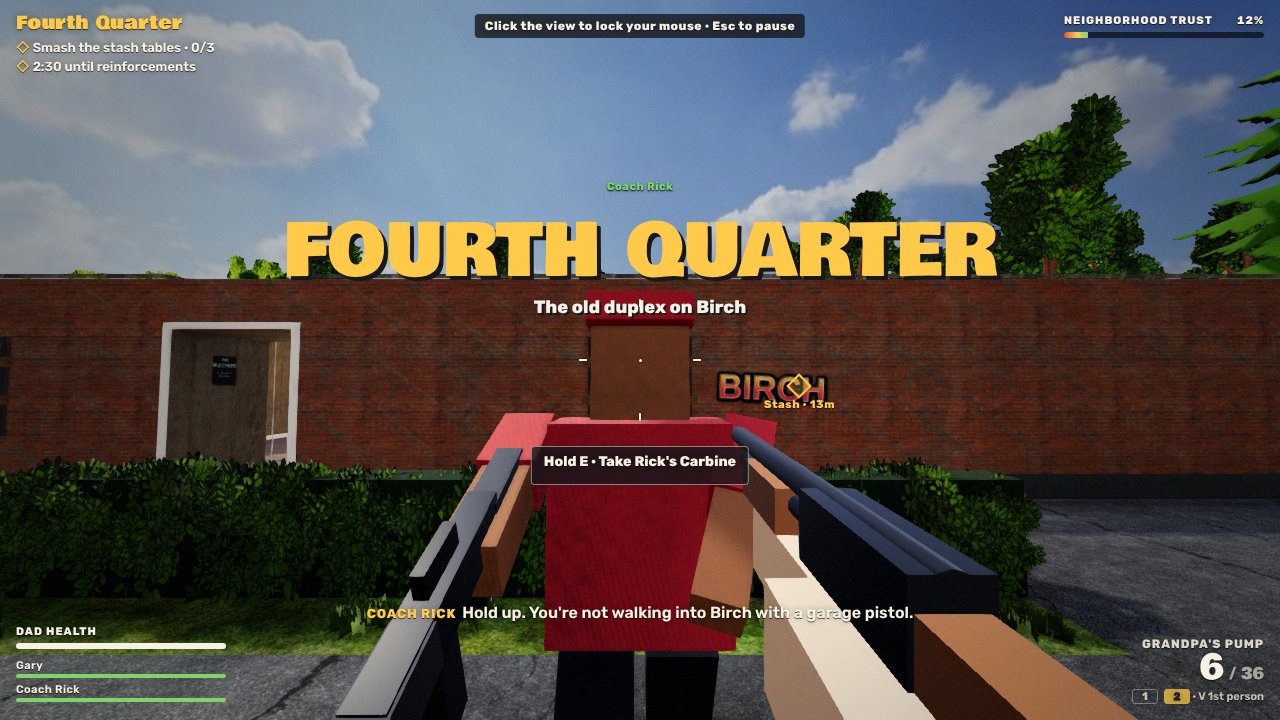 Fourth Quarter
Smash the stash tables • 0/3
2:30 until reinforcements
Click the view to lock your mouse • Esc to pause
NEIGHBORHOOD TRUST 12%
Coach Rick
FOURTH QUARTER
The old duplex on Birch
BIRCH
Stash • 13m
Hold E • Take Rick's Carbine
COACH RICK Hold up. You're not walking into Birch with a garage pistol.
DAD HEALTH
Gary
Coach Rick
GRANDPA'S PUMP
6 / 36
1 2 • V 1st person